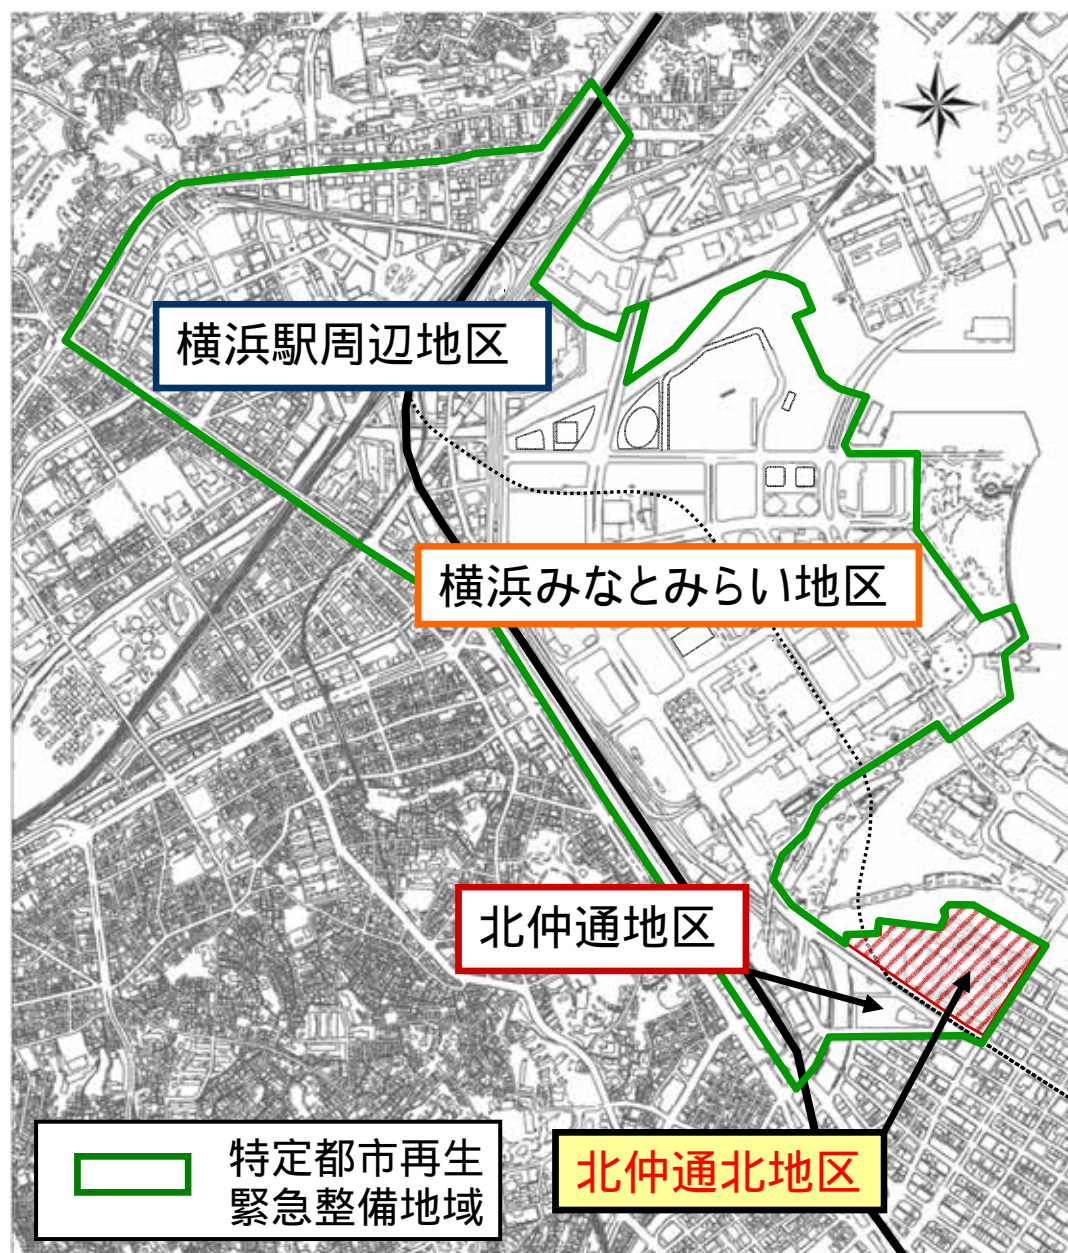 横浜駅周辺地区
横浜みなとみらい地区
北仲通地区
北仲通北地区
特定都市再生
緊急整備地域